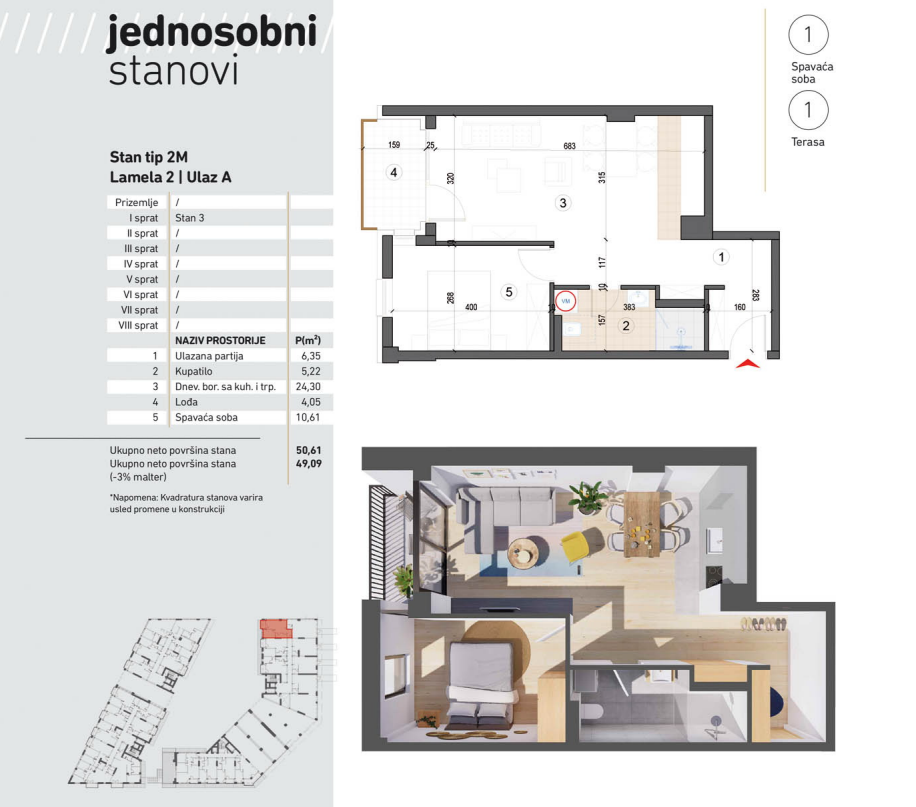 jednosobni
stanovi
Stan tip 2M
Lamela 2 | Ulaz A
Prizemlje /
I sprat Stan 3
II sprat /
III sprat /
IV sprat /
V sprat /
VI sprat /
VII sprat /
VIII sprat /
NAZIV PROSTORIJE P(m²)
1 Ulazana partija 6,35
2 Kupatilo 5,22
3 Dnev. bor. sa kuh. i trp. 24,30
4 Lođa 4,05
5 Spavaća soba 10,61
Ukupno neto površina stana 50,61
Ukupno neto površina stana 49,09
(-3% malter)
*Napomena: Kvadratura stanova varira
usled promene u konstrukciji
1
Spavaća
soba
1
Terasa
159 25 683
4
320
315
3
1
117
268
400
5
10
VM
383
157
2
160
283